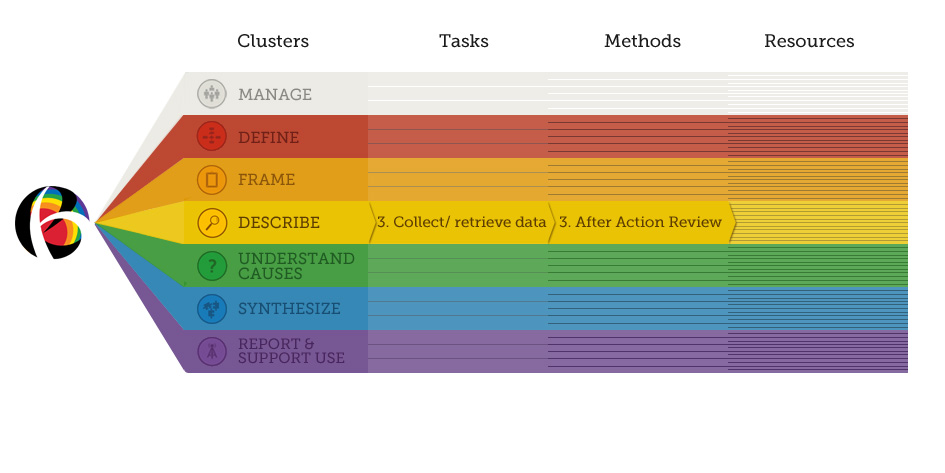 Clusters Tasks Methods Resources
MANAGE
DEFINE
FRAME
DESCRIBE 3. Collect/ retrieve data 3. After Action Review
UNDERSTAND
CAUSES
SYNTHESIZE
REPORT &
SUPPORT USE